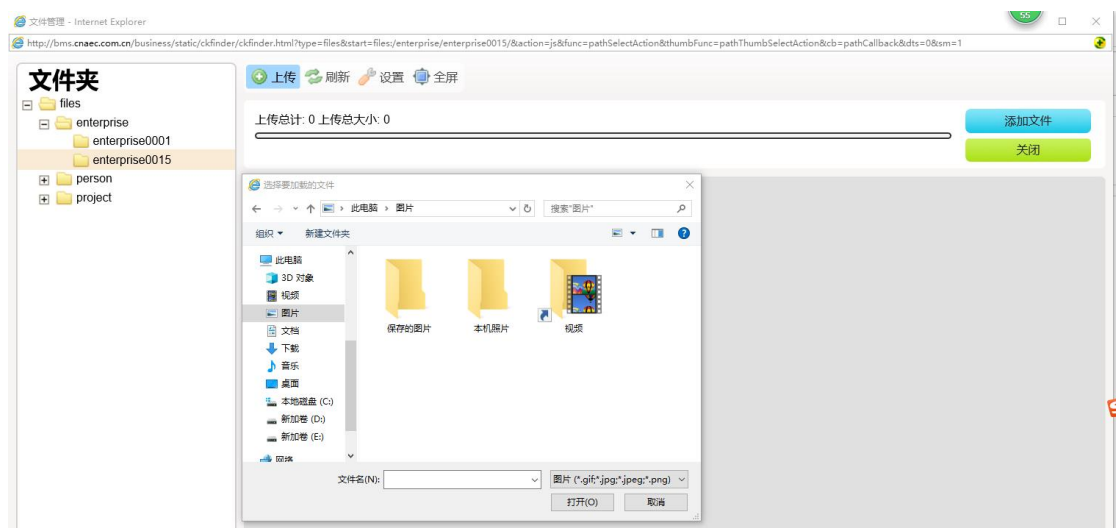 文件管理 - Internet Explorer
55
http://bms.cnaec.com.cn/business/static/ckfinder/ckfinder.html?type=files&start=files:/enterprise/enterprise0015/&action=js&func=pathSelectAction&thumbFunc=pathThumbSelectAction&cb=pathCallback&dts=0&sm=1
文件夹
上传 刷新 设置 全屏
files
enterprise
enterprise0001
enterprise0015
person
project
上传总计: 0 上传总大小: 0
添加文件
关闭
选择要加载的文件
此电脑 › 图片
搜索"图片"
组织 新建文件夹
此电脑
3D 对象
视频
图片
文档
下载
音乐
桌面
本地磁盘 (C:)
新加卷 (D:)
新加卷 (E:)
网络
保存的图片 本机照片 视频
文件名(N):
图片 (*.gif;*.jpg;*.jpeg;*.png)
打开(O) 取消